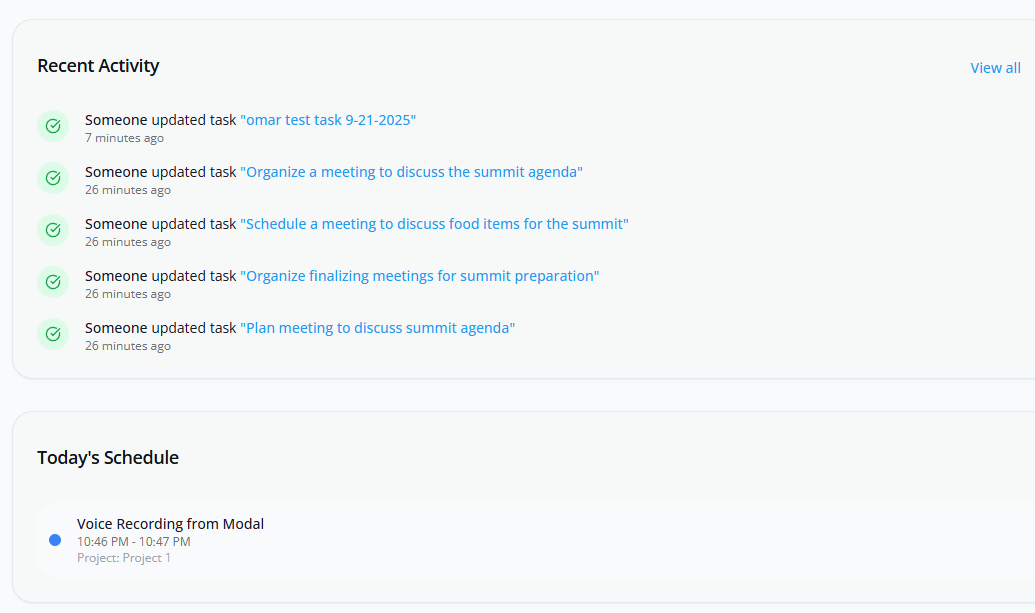 Recent Activity
View all
Someone updated task "omar test task 9-21-2025"
7 minutes ago
Someone updated task "Organize a meeting to discuss the summit agenda"
26 minutes ago
Someone updated task "Schedule a meeting to discuss food items for the summit"
26 minutes ago
Someone updated task "Organize finalizing meetings for summit preparation"
26 minutes ago
Someone updated task "Plan meeting to discuss summit agenda"
26 minutes ago
Today's Schedule
Voice Recording from Modal
10:46 PM - 10:47 PM
Project: Project 1